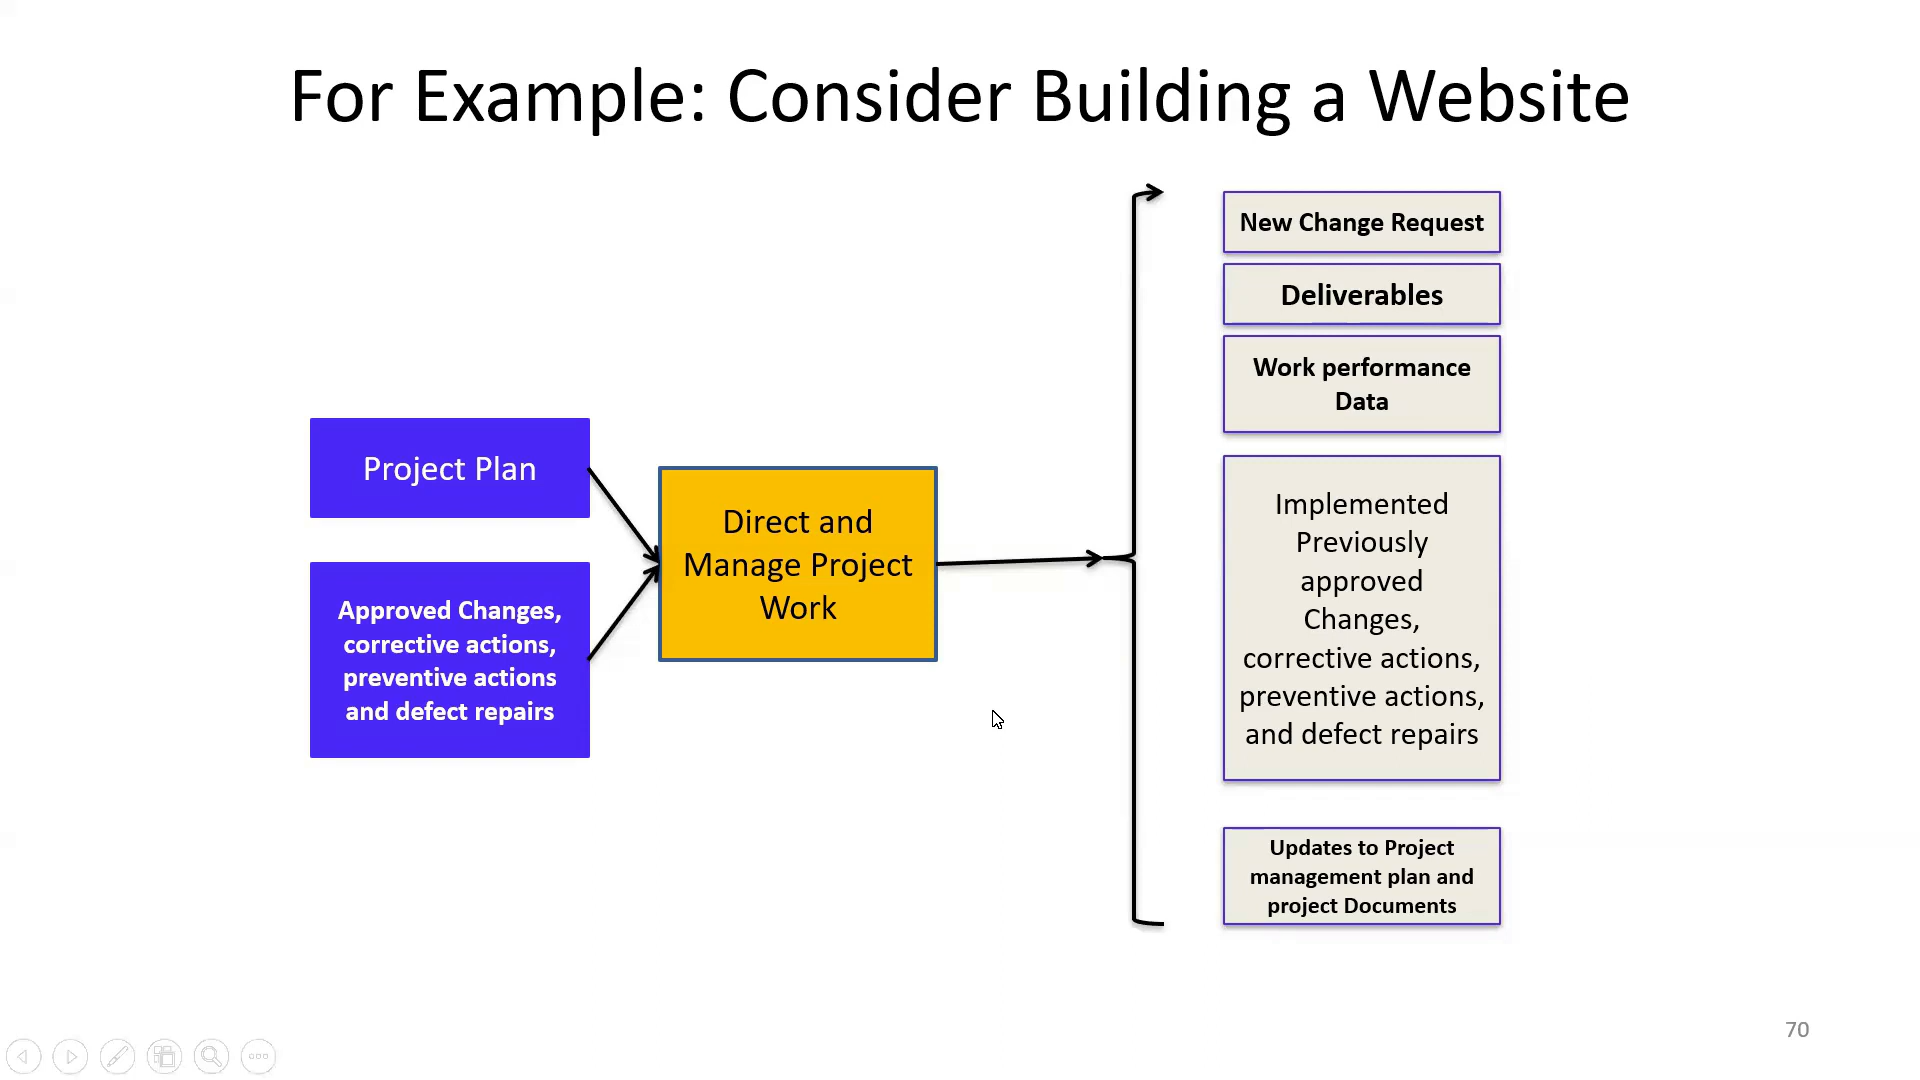 For Example: Consider Building a Website
Project Plan
Approved Changes,
corrective actions,
preventive actions
and defect repairs
Direct and
Manage Project
Work
New Change Request
Deliverables
Work performance
Data
Implemented
Previously
approved
Changes,
corrective actions,
preventive actions,
and defect repairs
Updates to Project
management plan and
project Documents
70